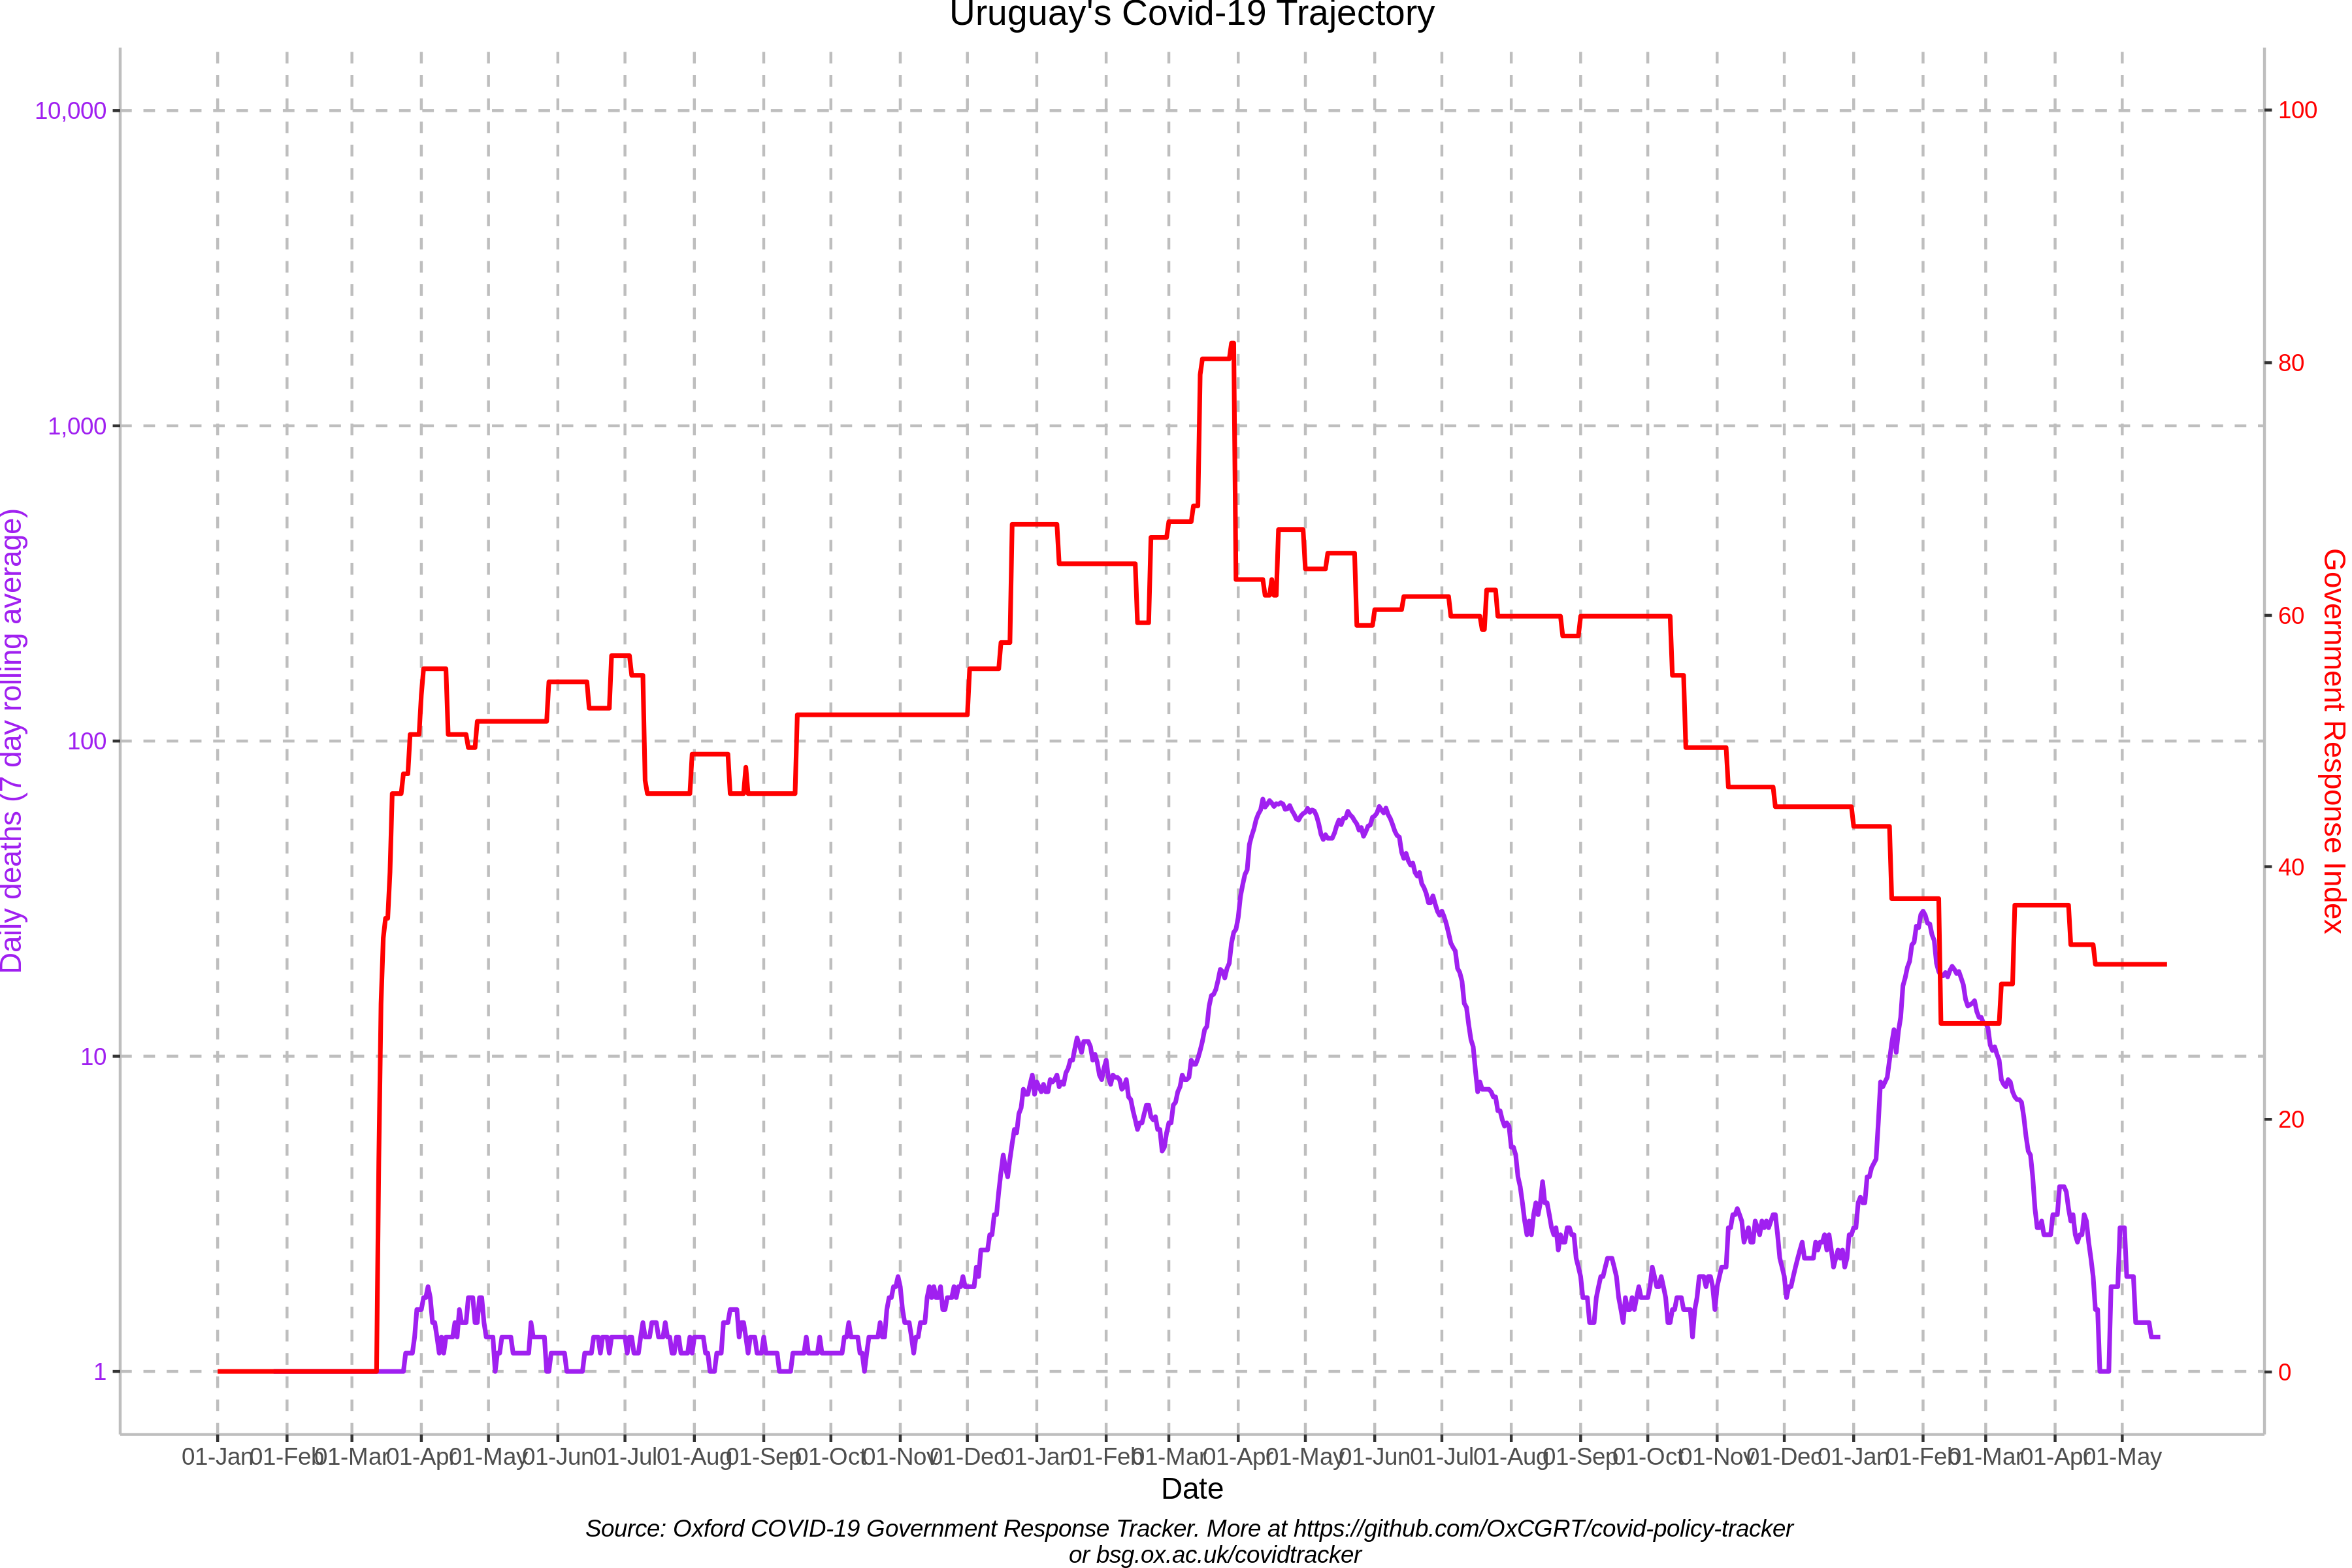 Uruguay's Covid-19 Trajectory
10,000
1,000
100
10
1
Daily deaths (7 day rolling average)
100
80
60
40
20
0
Government Response Index
01-Jan 01-Feb 01-Mar 01-Apr 01-May 01-Jun 01-Jul 01-Aug 01-Sep 01-Oct 01-Nov 01-Dec 01-Jan 01-Feb 01-Mar 01-Apr 01-May 01-Jun 01-Jul 01-Aug 01-Sep 01-Oct 01-Nov 01-Dec 01-Jan 01-Feb 01-Mar 01-Apr 01-May
Date
Source: Oxford COVID-19 Government Response Tracker. More at https://github.com/OxCGRT/covid-policy-tracker
or bsg.ox.ac.uk/covidtracker